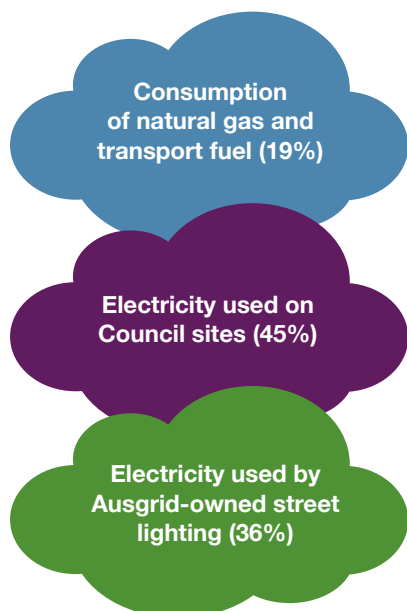 Consumption
of natural gas and
transport fuel (19%)
Electricity used on
Council sites (45%)
Electricity used by
Ausgrid-owned street
lighting (36%)